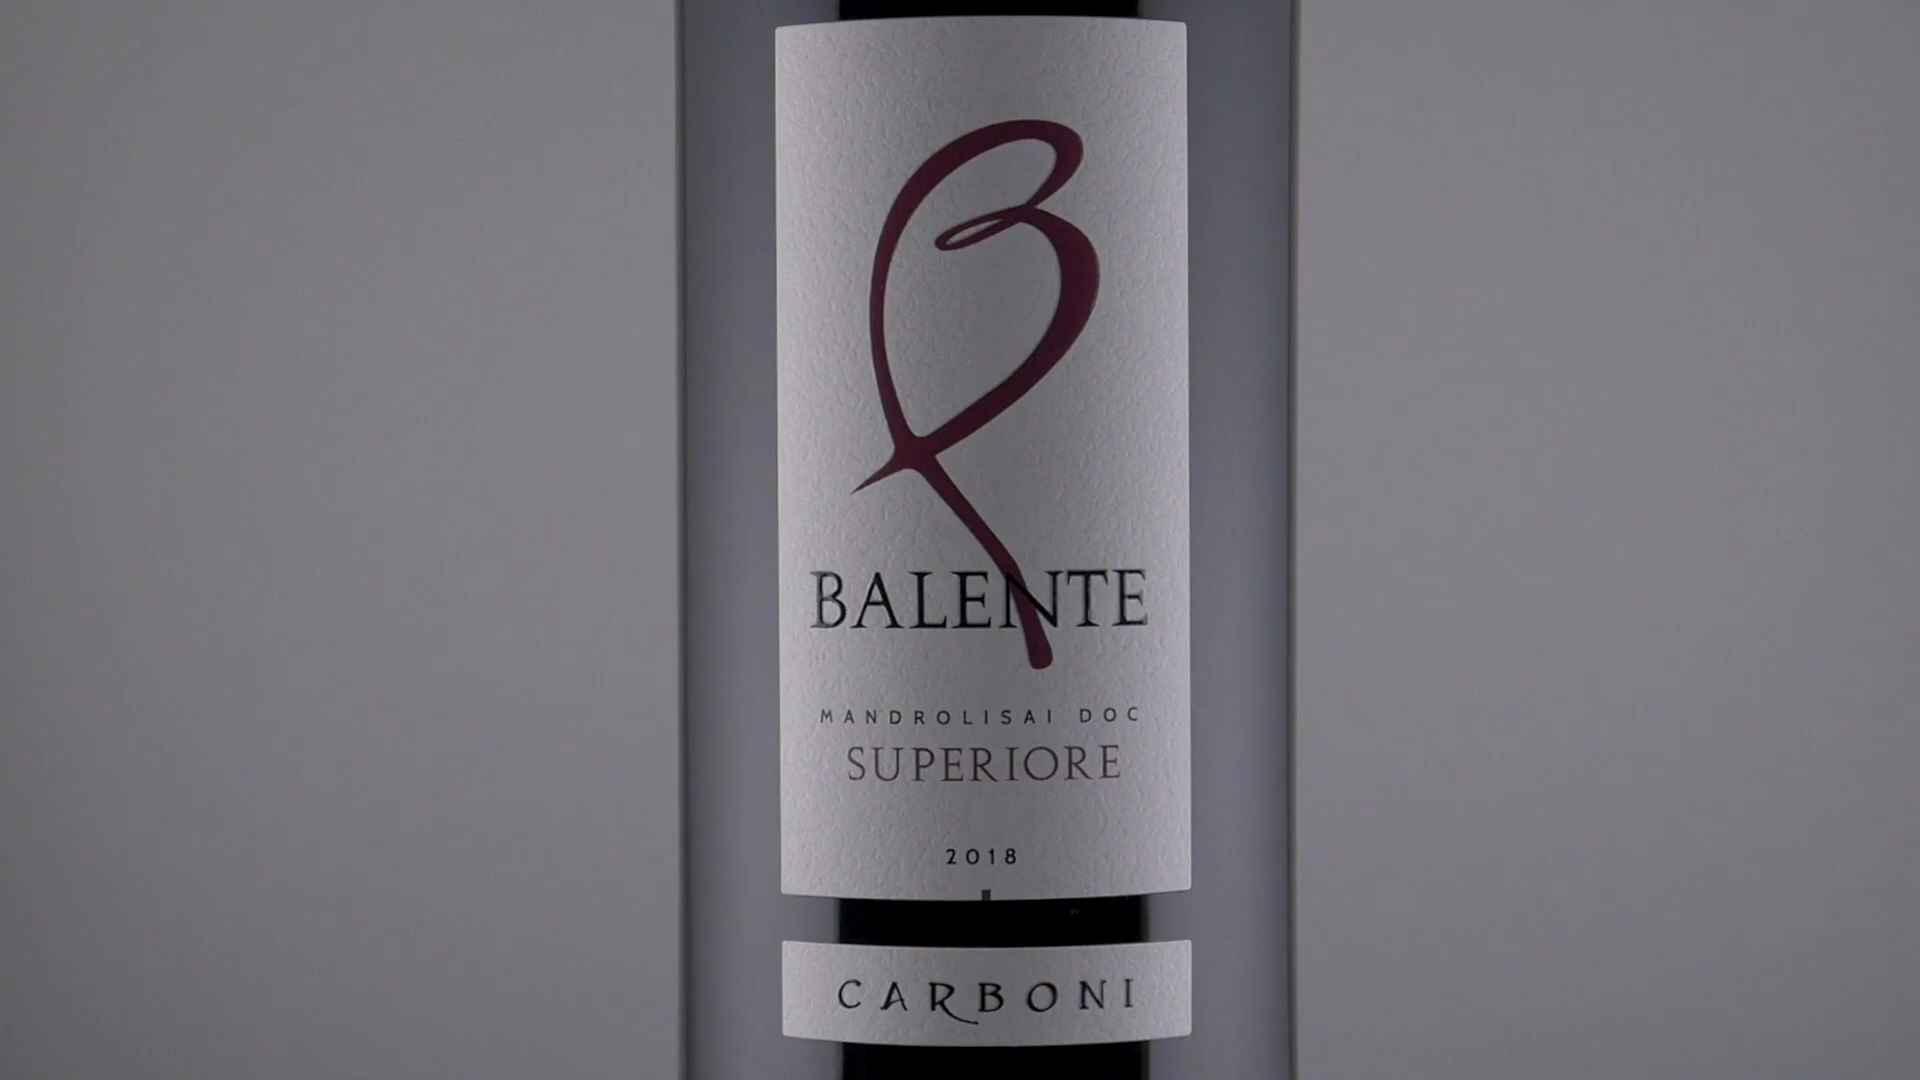 B
BALENTE
MANDROLISAI DOC
SUPERIORE
2018
CARBONI